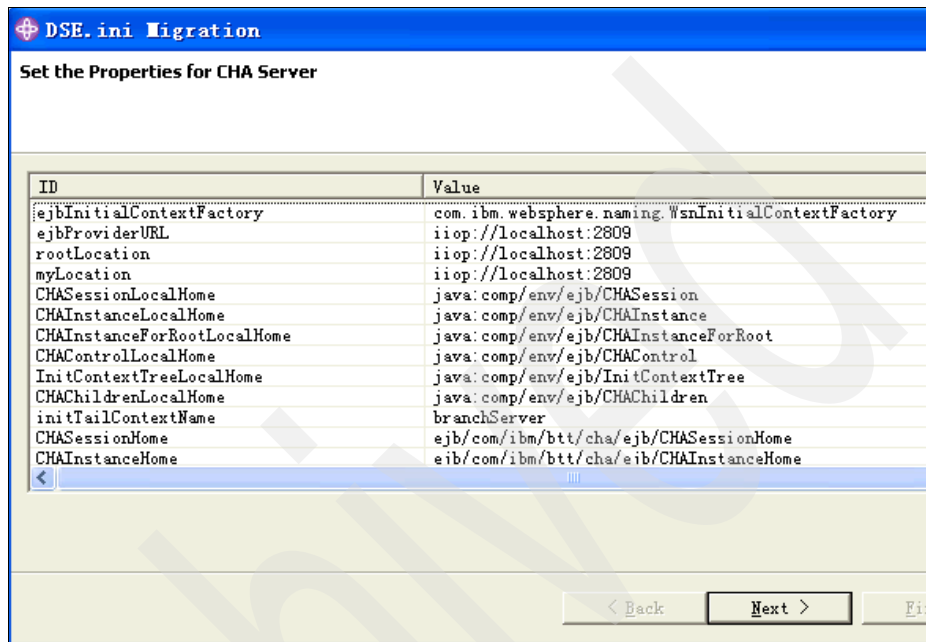 DSE.ini Migration
Set the Properties for CHA Server
ID Value
ejbInitialContextFactory com.ibm.websphere.naming.WsnInitialContextFactory
ejbProviderURL iiop://localhost:2809
rootLocation iiop://localhost:2809
myLocation iiop://localhost:2809
CHASessionLocalHome java:comp/env/ejb/CHASession
CHAInstanceLocalHome java:comp/env/ejb/CHAInstance
CHAInstanceForRootLocalHome java:comp/env/ejb/CHAInstanceForRoot
CHAControlLocalHome java:comp/env/ejb/CHAControl
InitContextTreeLocalHome java:comp/env/ejb/InitContextTree
CHAChildrenLocalHome java:comp/env/ejb/CHAChildren
initTailContextName branchServer
CHASessionHome ejb/com/ibm/btt/cha/ejb/CHASessionHome
CHAInstanceHome ejb/com/ibm/btt/cha/ejb/CHAInstanceHome
< Back Next >